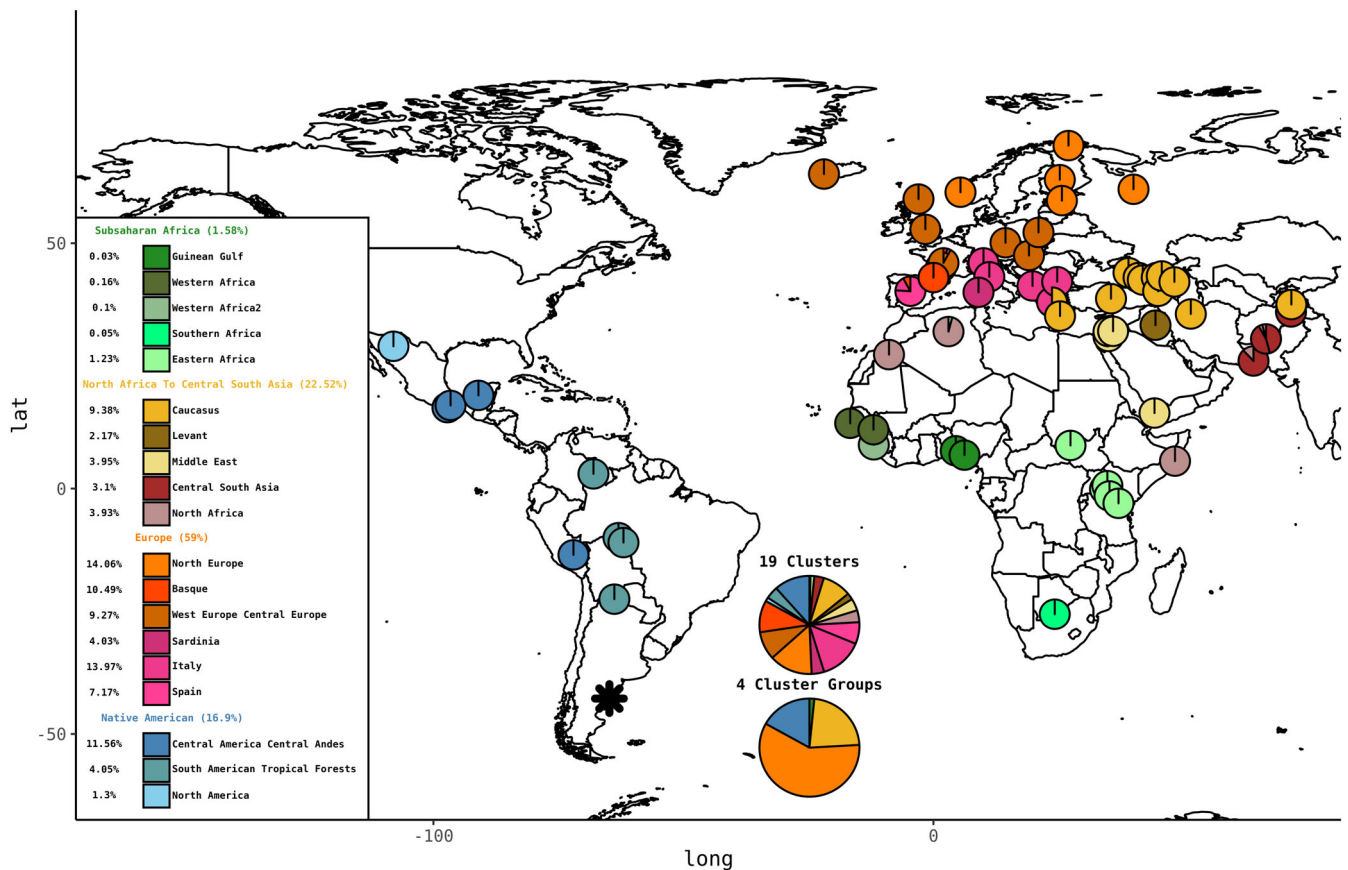 50
0
-50
lat
-100
0
long
Subsaharan Africa (1.58%)
0.03% Guinean Gulf
0.16% Western Africa
0.1% Western Africa2
0.05% Southern Africa
1.23% Eastern Africa
North Africa To Central South Asia (22.52%)
9.38% Caucasus
2.17% Levant
3.95% Middle East
3.1% Central South Asia
3.93% North Africa
Europe (59%)
14.06% North Europe
10.49% Basque
9.27% West Europe Central Europe
4.03% Sardinia
13.97% Italy
7.17% Spain
Native American (16.9%)
11.56% Central America Central Andes
4.05% South American Tropical Forests
1.3% North America
19 Clusters
4 Cluster Groups